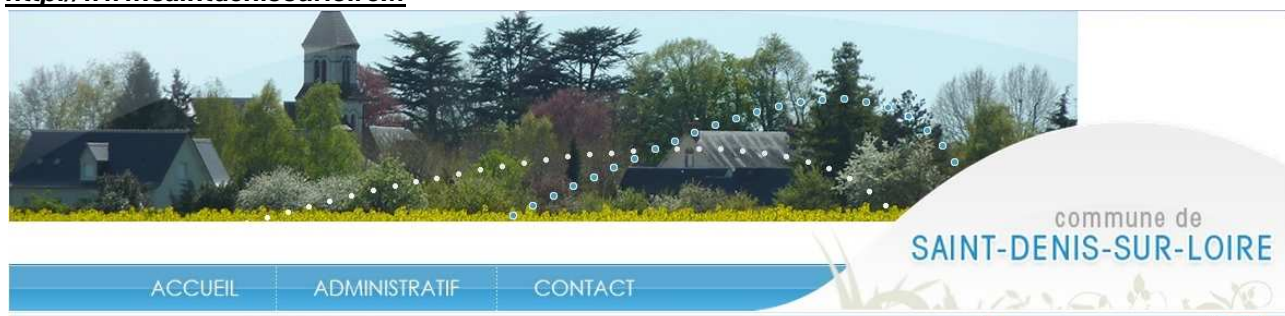 commune de
SAINT-DENIS-SUR-LOIRE
ACCUEIL
ADMINISTRATIF
CONTACT